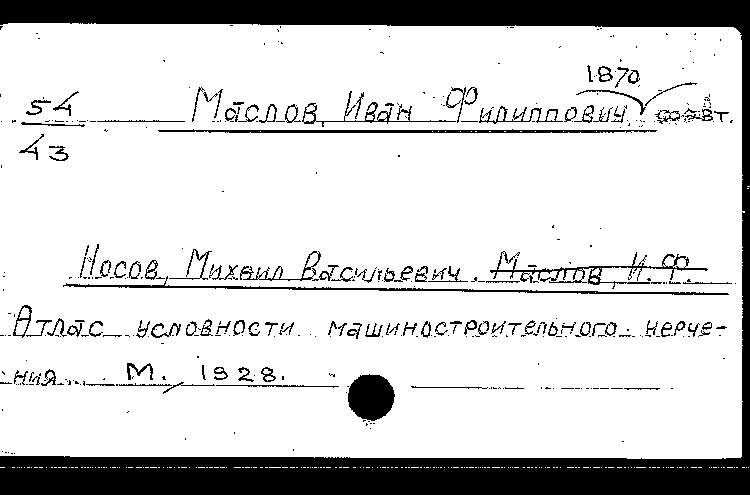 1870
54 Маслов, Иван Филиппович, соавт.
43
Носов, Михаил Васильевич. Маслов, И. Ф.
Атлас условности машиностроительного черче-
ния. М., 1928.